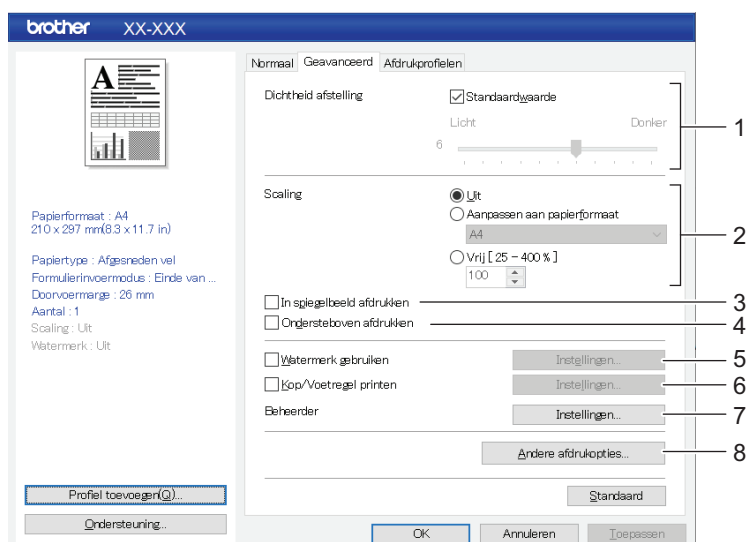 brother XX-XXX
A
Papierformaat : A4
210 x 297 mm(8.3 x 11.7 in)
Papiertype : Afgesneden vel
Formulierinvoermodus : Einde van ...
Doorvoermarge : 26 mm
Aantal : 1
Scaling : Uit
Watermerk : Uit
Profiel toevoegen(Q)...
Ondersteuning...
Normaal Geavanceerd Afdrukprofielen
Dichtheid afstelling
Standaardwaarde
Licht Donker
6
1
Scaling
Uit
Aanpassen aan papierformaat
A4
Vrij [ 25 – 400 % ]
100
2
In spiegelbeeld afdrukken 3
Ondersteboven afdrukken 4
Watermerk gebruiken Instellingen... 5
Kop/Voetregel printen Instellingen... 6
Beheerder Instellingen... 7
Andere afdrukopties... 8
Standaard
OK Annuleren Toepassen